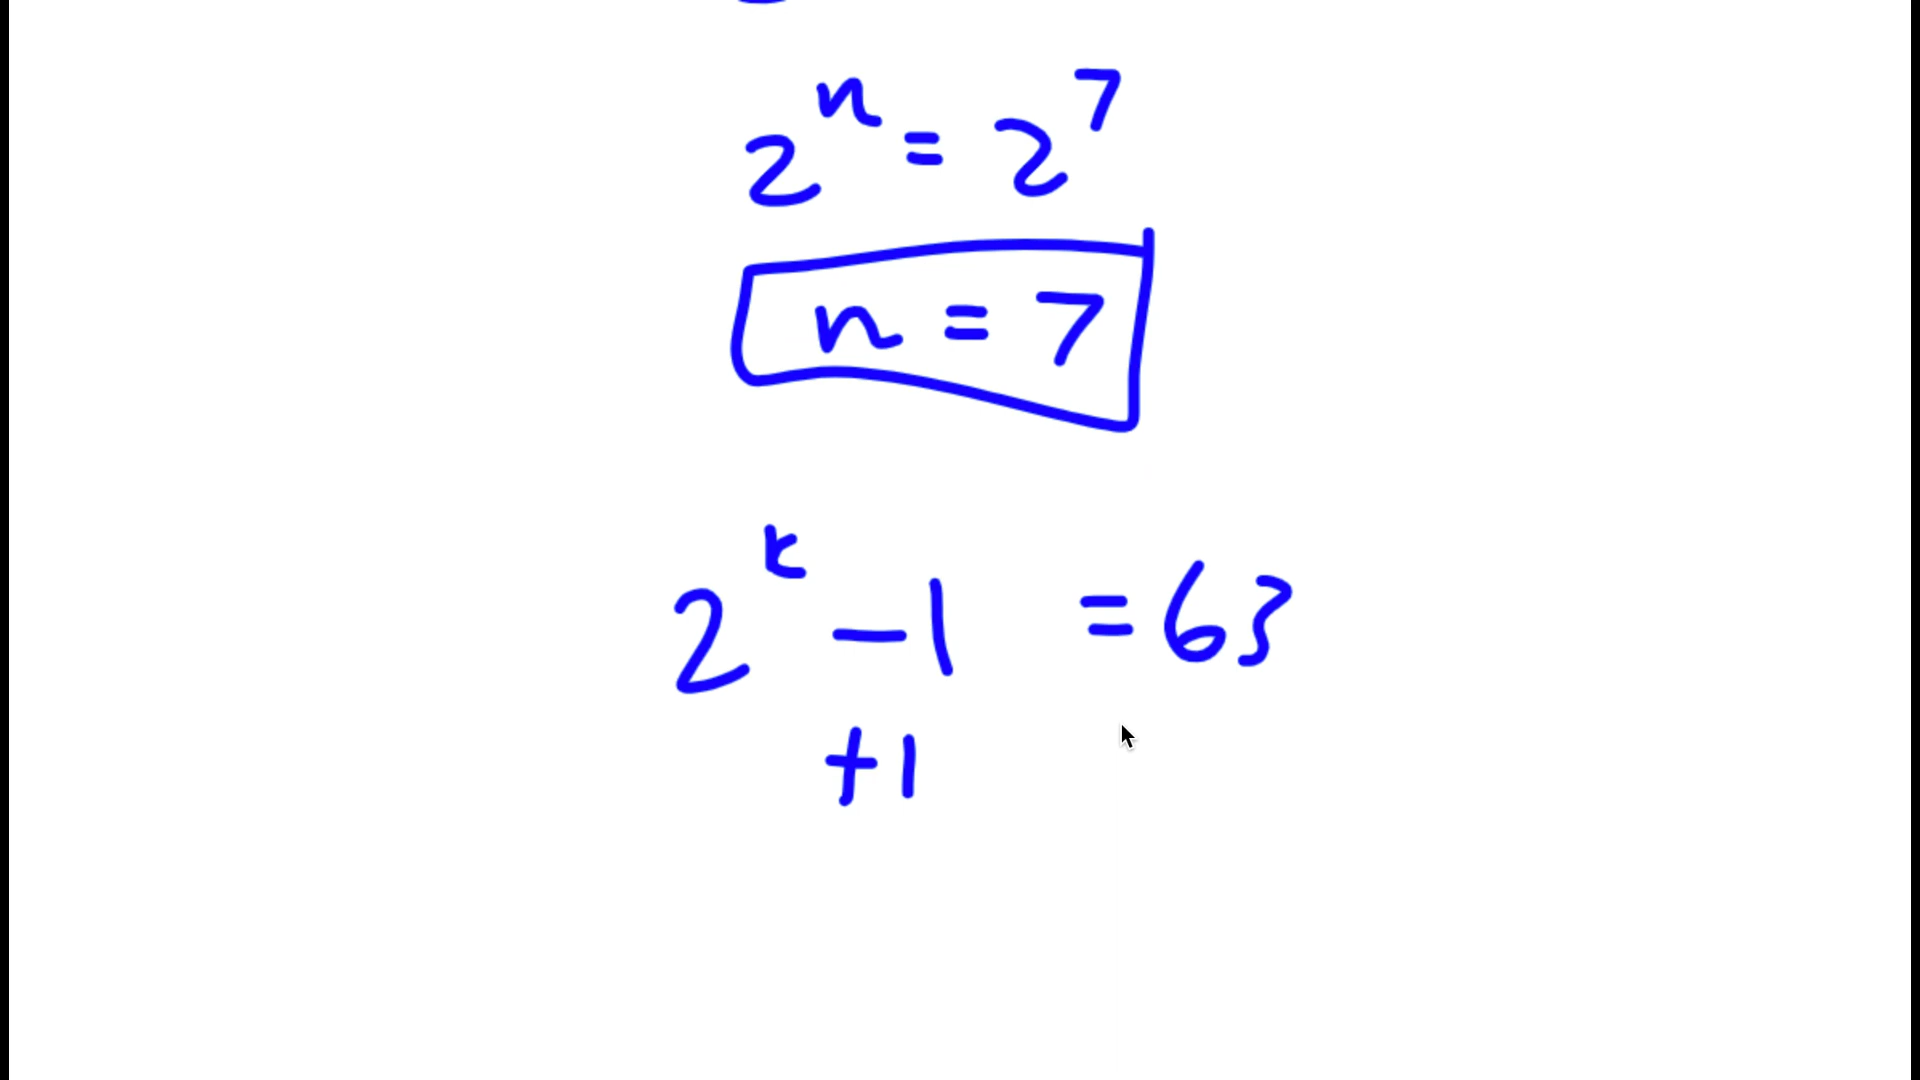 2^n = 2^7
n = 7
2^k - 1 = 63
+1